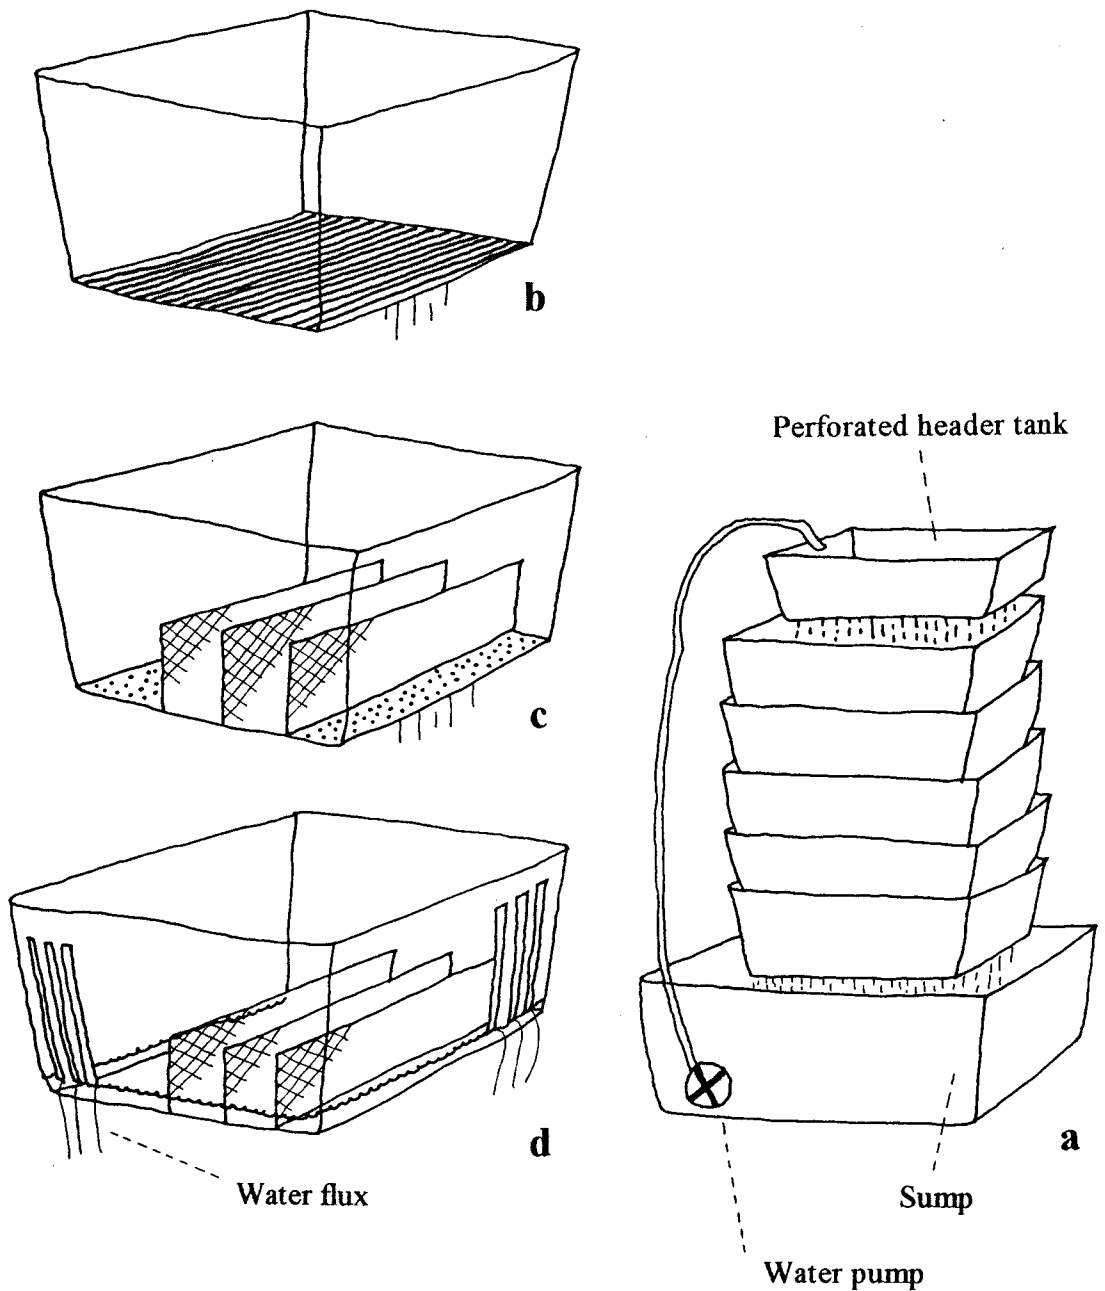 b
Perforated header tank
c
d
a
Water flux
Sump
Water pump